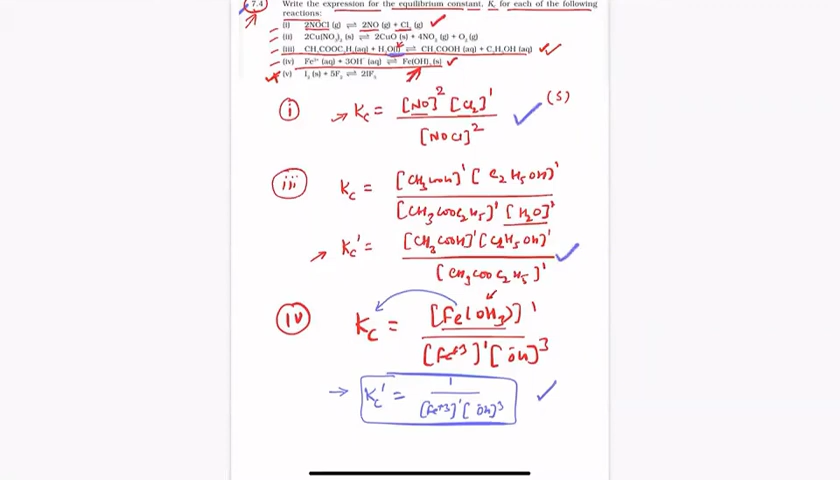 7.4 Write the expression for the equilibrium constant, Kc for each of the following
reactions:
(i) 2NOCl (g) ⇌ 2NO (g) + Cl₂ (g)
(ii) 2Cu(NO₃)₂ (s) ⇌ 2CuO (s) + 4NO₂ (g) + O₂ (g)
(iii) CH₃COOC₂H₅(aq) + H₂O(l) ⇌ CH₃COOH (aq) + C₂H₅OH (aq)
(iv) Fe³⁺ (aq) + 3OH⁻ (aq) ⇌ Fe(OH)₃ (s)
(v) I₂ (s) + 5F₂ ⇌ 2IF₅
(i) → Kc = [NO]² [Cl₂]¹ / [NOCl]² (S)
(iii) Kc = [CH₃COOH]¹ [C₂H₅OH]¹ / [CH₃COOC₂H₅]¹ [H₂O]¹
→ Kc' = [CH₃COOH]¹ [C₂H₅OH]¹ / [CH₃COOC₂H₅]¹
(iv) Kc = [Fe(OH₃)]¹ / [Fe+3]¹ [ŌH]³
→ Kc' = 1 / [Fe+3]¹ [ŌH]³